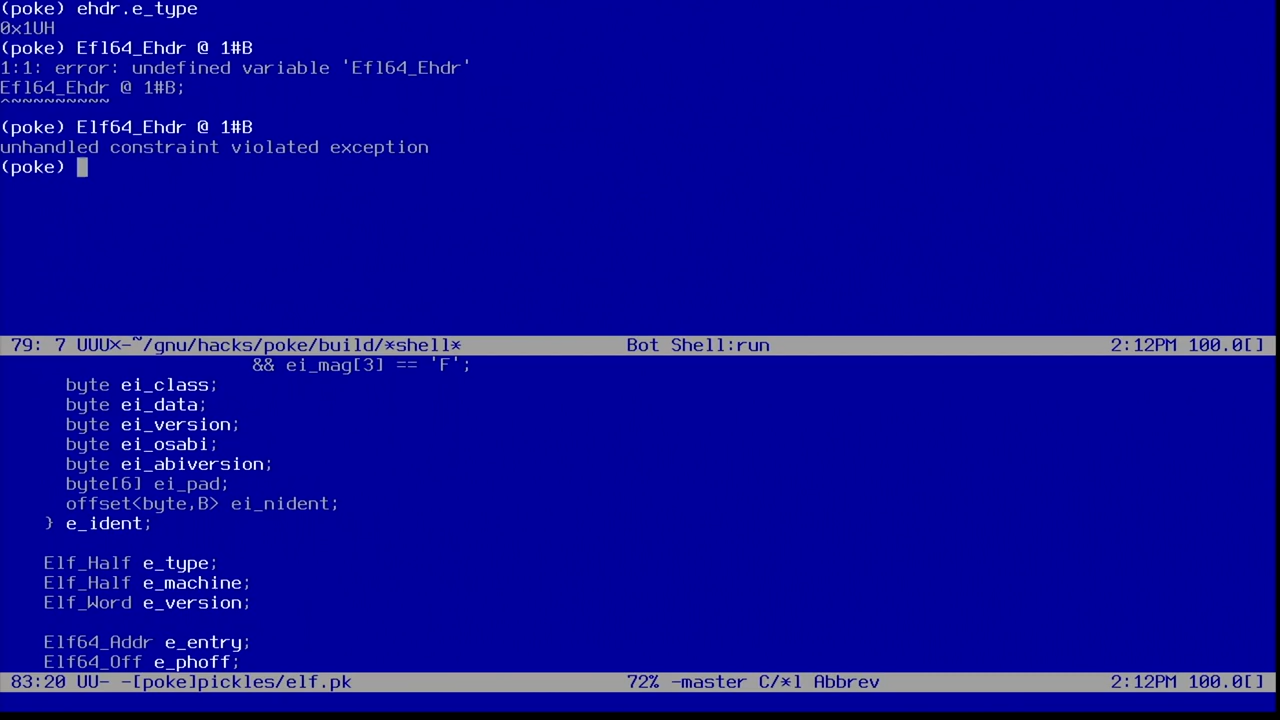 (poke) ehdr.e_type
0x1UH
(poke) Efl64_Ehdr @ 1#B
1:1: error: undefined variable 'Efl64_Ehdr'
Efl64_Ehdr @ 1#B;
^~~~~~~~~~
(poke) Elf64_Ehdr @ 1#B
unhandled constraint violated exception
(poke)
79: 7 UUU×-~/gnu/hacks/poke/build/*shell* Bot Shell:run 2:12PM 100.0[]
&& ei_mag[3] == 'F';
byte ei_class;
byte ei_data;
byte ei_version;
byte ei_osabi;
byte ei_abiversion;
byte[6] ei_pad;
offset<byte,B> ei_nident;
} e_ident;
Elf_Half e_type;
Elf_Half e_machine;
Elf_Word e_version;
Elf64_Addr e_entry;
Elf64_Off e_phoff;
83:20 UU- -[poke]pickles/elf.pk 72% -master C/*l Abbrev 2:12PM 100.0[]